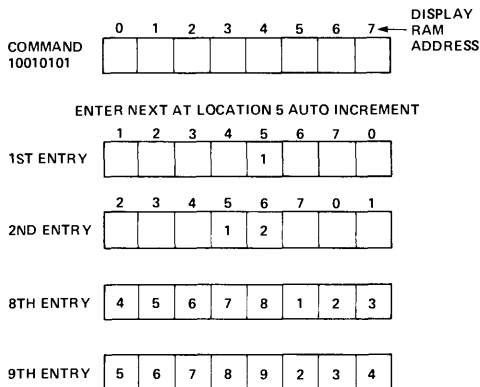 DISPLAY
0 1 2 3 4 5 6 7 RAM
COMMAND ADDRESS
10010101
ENTER NEXT AT LOCATION 5 AUTO INCREMENT
1 2 3 4 5 6 7 0
1ST ENTRY 1
2 3 4 5 6 7 0 1
2ND ENTRY 1 2
8TH ENTRY 4 5 6 7 8 1 2 3
9TH ENTRY 5 6 7 8 9 2 3 4